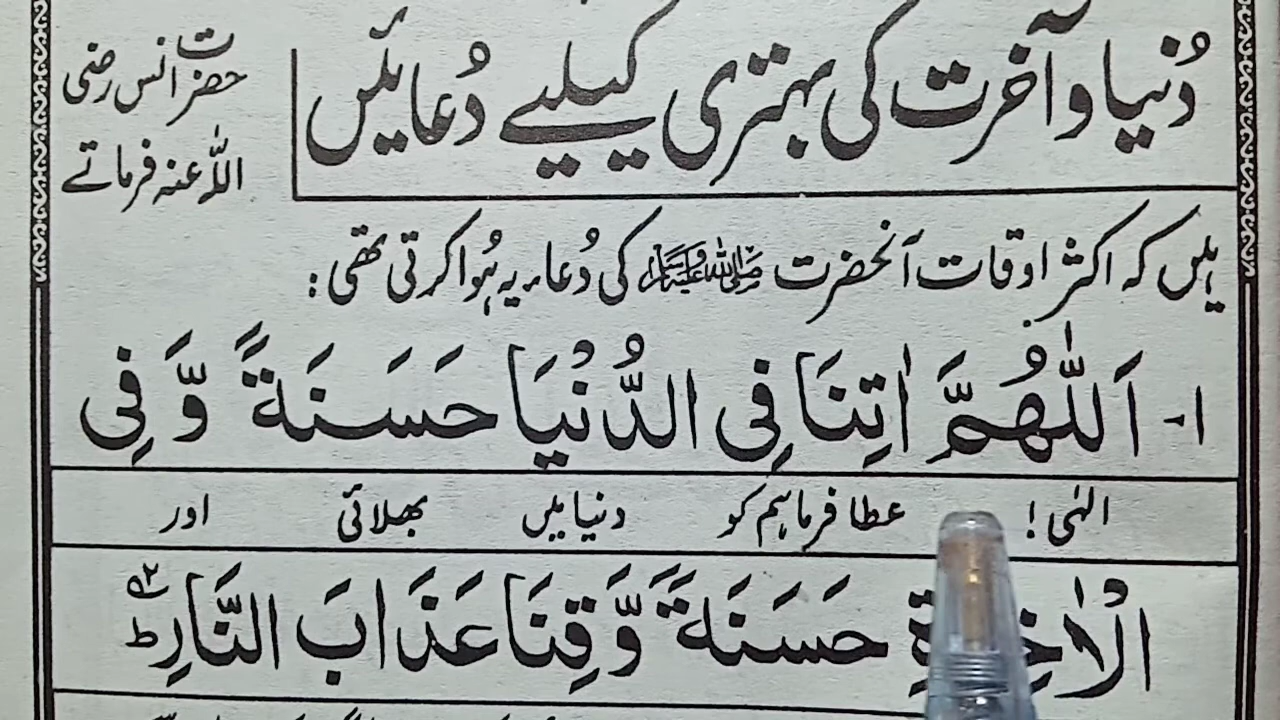 دُنیا و آخرت کی بہتری کیلیے دُعائیں
حضرت انس رضی
اللہ عنہ فرماتے
ہیں کہ اکثر اوقات آنحضرت ﷺ کی دُعاء یہ ہُوا کرتی تھی:
۱- اَللّٰهُمَّ اٰتِنَا فِی الدُّنْيَا حَسَنَةً وَّ فِی
الٰہی! عطا فرما ہم کو دنیا میں بھلائی اور
الْاٰخِرَةِ حَسَنَةً وَّقِنَا عَذَابَ النَّارِ ؕ